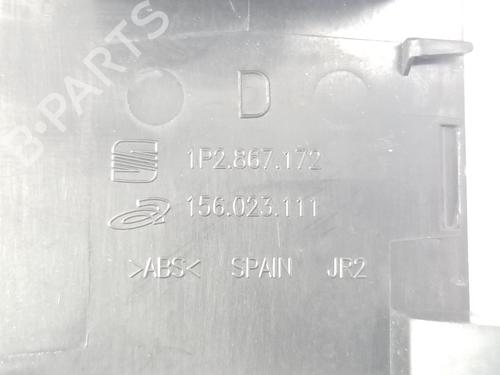 D
1P2.867.172
156.023.111
>ABS< SPAIN JR2
B-PARTS